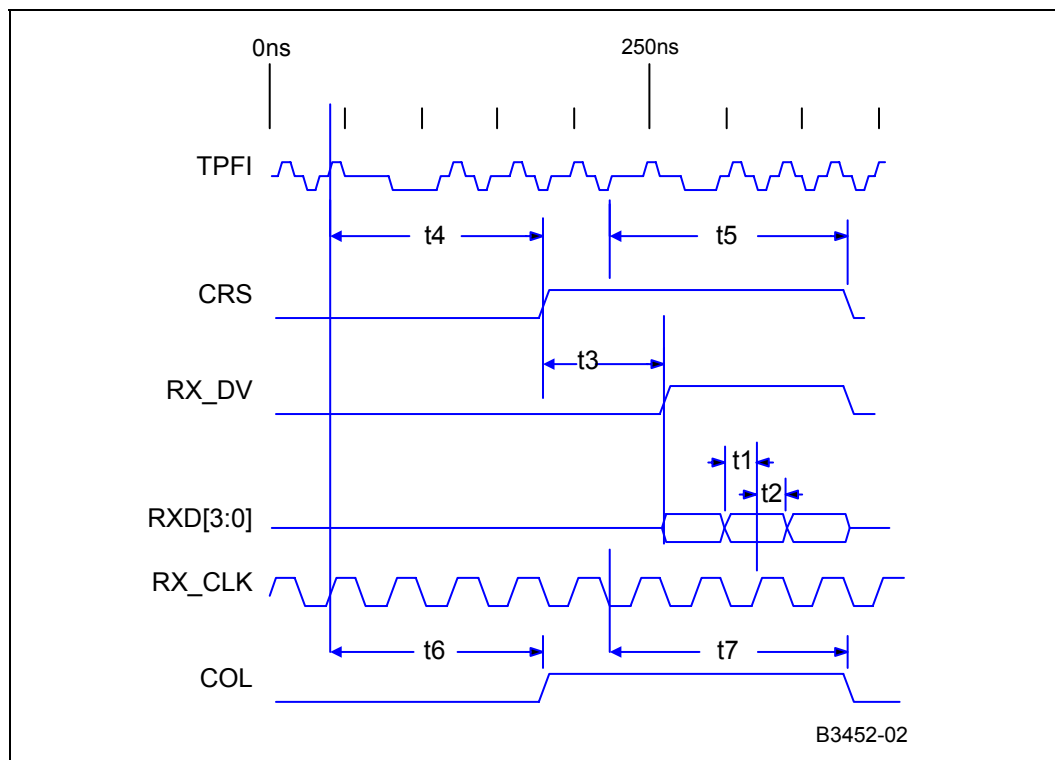 0ns 250ns
TPFI
t4 t5
CRS
t3
RX_DV
t1
t2
RXD[3:0]
RX_CLK
t6 t7
COL
B3452-02